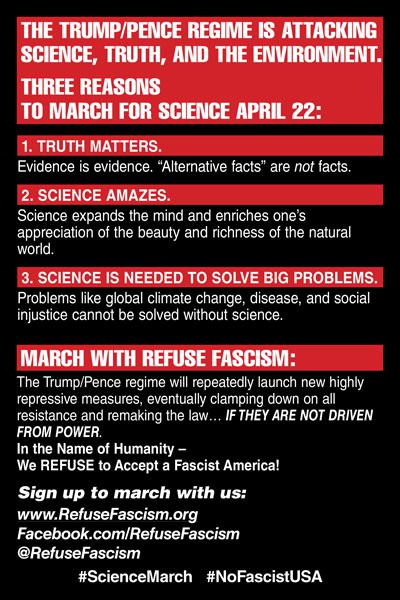 THE TRUMP/PENCE REGIME IS ATTACKING
SCIENCE, TRUTH, AND THE ENVIRONMENT.
THREE REASONS
TO MARCH FOR SCIENCE APRIL 22:
1. TRUTH MATTERS.
Evidence is evidence. “Alternative facts” are not facts.
2. SCIENCE AMAZES.
Science expands the mind and enriches one’s
appreciation of the beauty and richness of the natural
world.
3. SCIENCE IS NEEDED TO SOLVE BIG PROBLEMS.
Problems like global climate change, disease, and social
injustice cannot be solved without science.
MARCH WITH REFUSE FASCISM:
The Trump/Pence regime will repeatedly launch new highly
repressive measures, eventually clamping down on all
resistance and remaking the law… IF THEY ARE NOT DRIVEN
FROM POWER.
In the Name of Humanity –
We REFUSE to Accept a Fascist America!
Sign up to march with us:
www.RefuseFascism.org
Facebook.com/RefuseFascism
@RefuseFascism
#ScienceMarch #NoFascistUSA